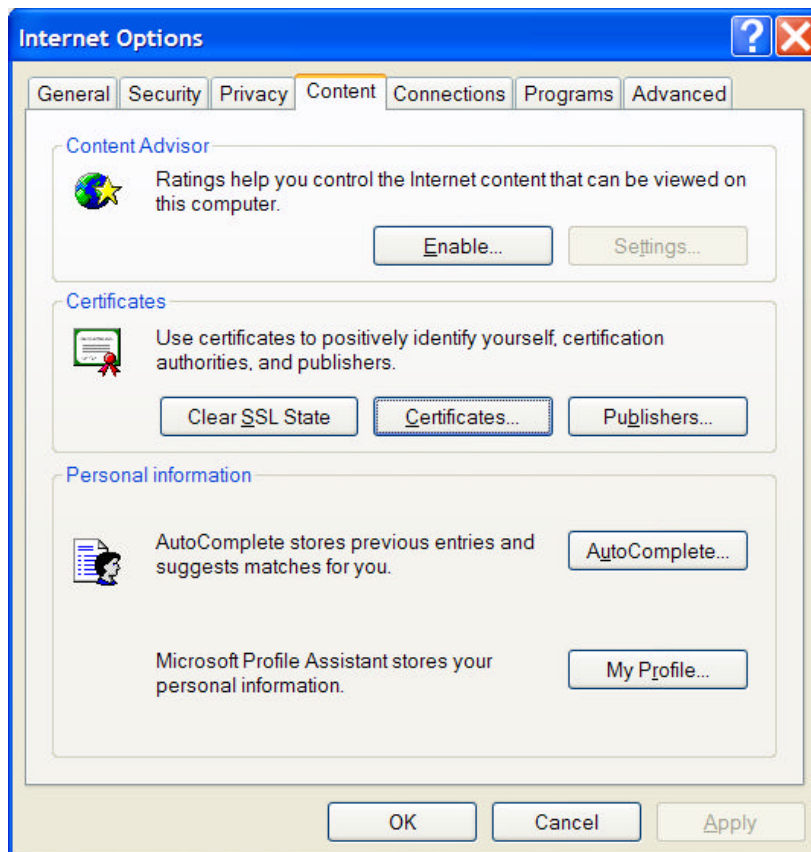 Internet Options
General Security Privacy Content Connections Programs Advanced
Content Advisor
Ratings help you control the Internet content that can be viewed on
this computer.
Enable... Settings...
Certificates
Use certificates to positively identify yourself, certification
authorities, and publishers.
Clear SSL State Certificates... Publishers...
Personal information
AutoComplete stores previous entries and
suggests matches for you.
AutoComplete...
Microsoft Profile Assistant stores your
personal information.
My Profile...
OK Cancel Apply